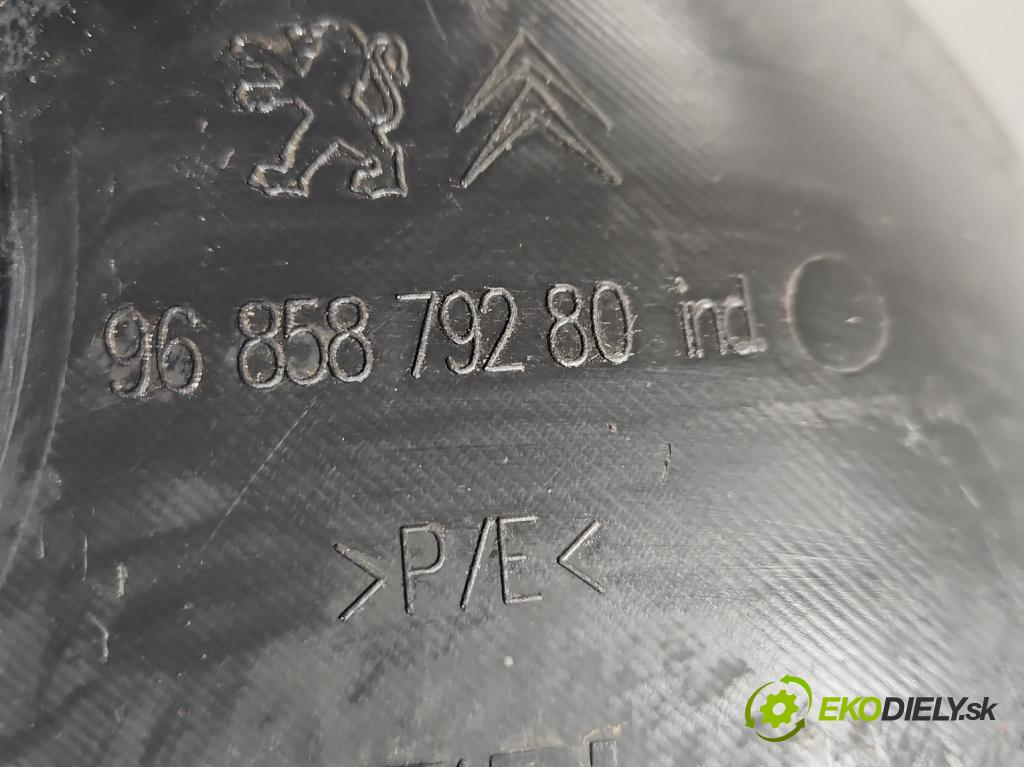 96 858 792 80 ind.
>P/E<
EKODIELY.sk